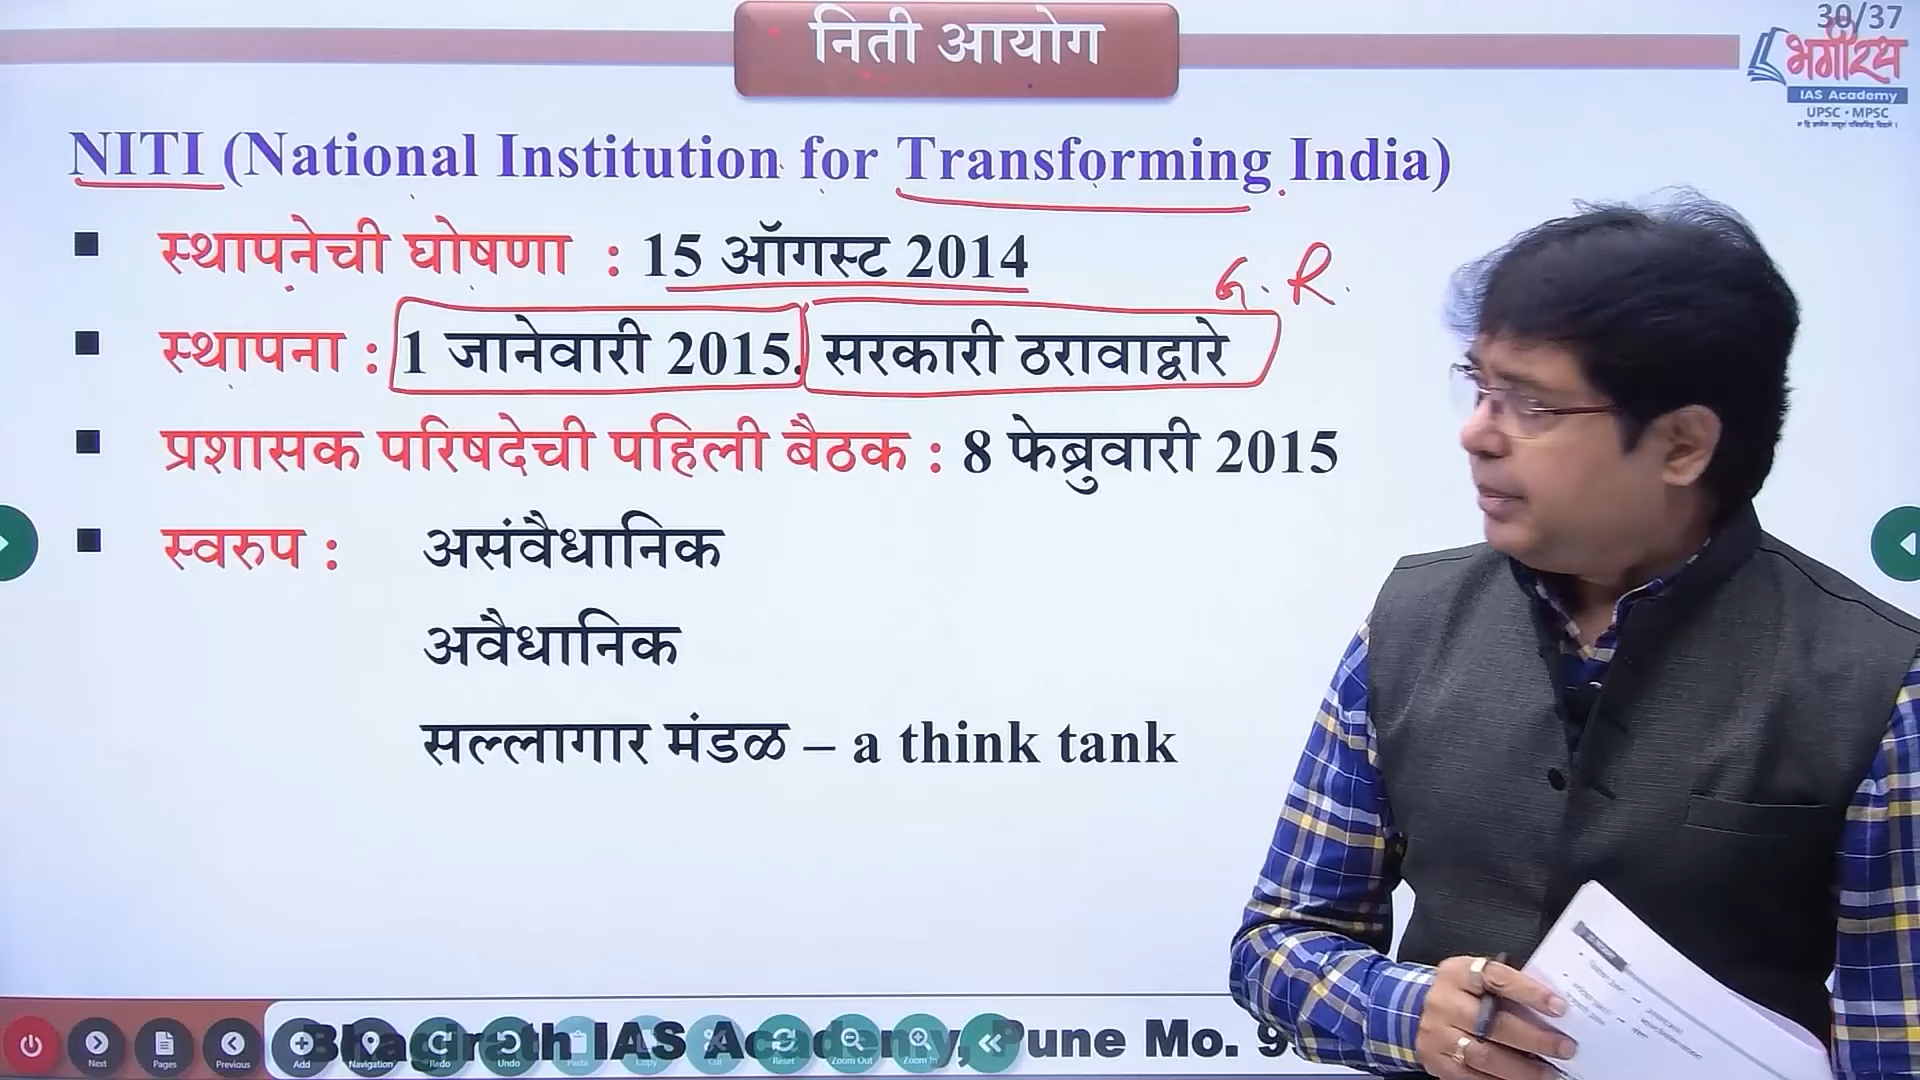 निती आयोग
30/37
भगीरथ
IAS Academy
UPSC • MPSC
NITI (National Institution for Transforming India)
▪ स्थापनेची घोषणा : 15 ऑगस्ट 2014
G. R.
▪ स्थापना : 1 जानेवारी 2015. सरकारी ठरावाद्वारे
▪ प्रशासक परिषदेची पहिली बैठक : 8 फेब्रुवारी 2015
▪ स्वरुप : असंवैधानिक
अवैधानिक
सल्लागार मंडळ – a think tank
Bhagirath IAS Academy, Pune Mo. 9
Next Pages Previous Add Navigation Redo Undo Paste Copy Cut Reset Zoom Out Zoom In